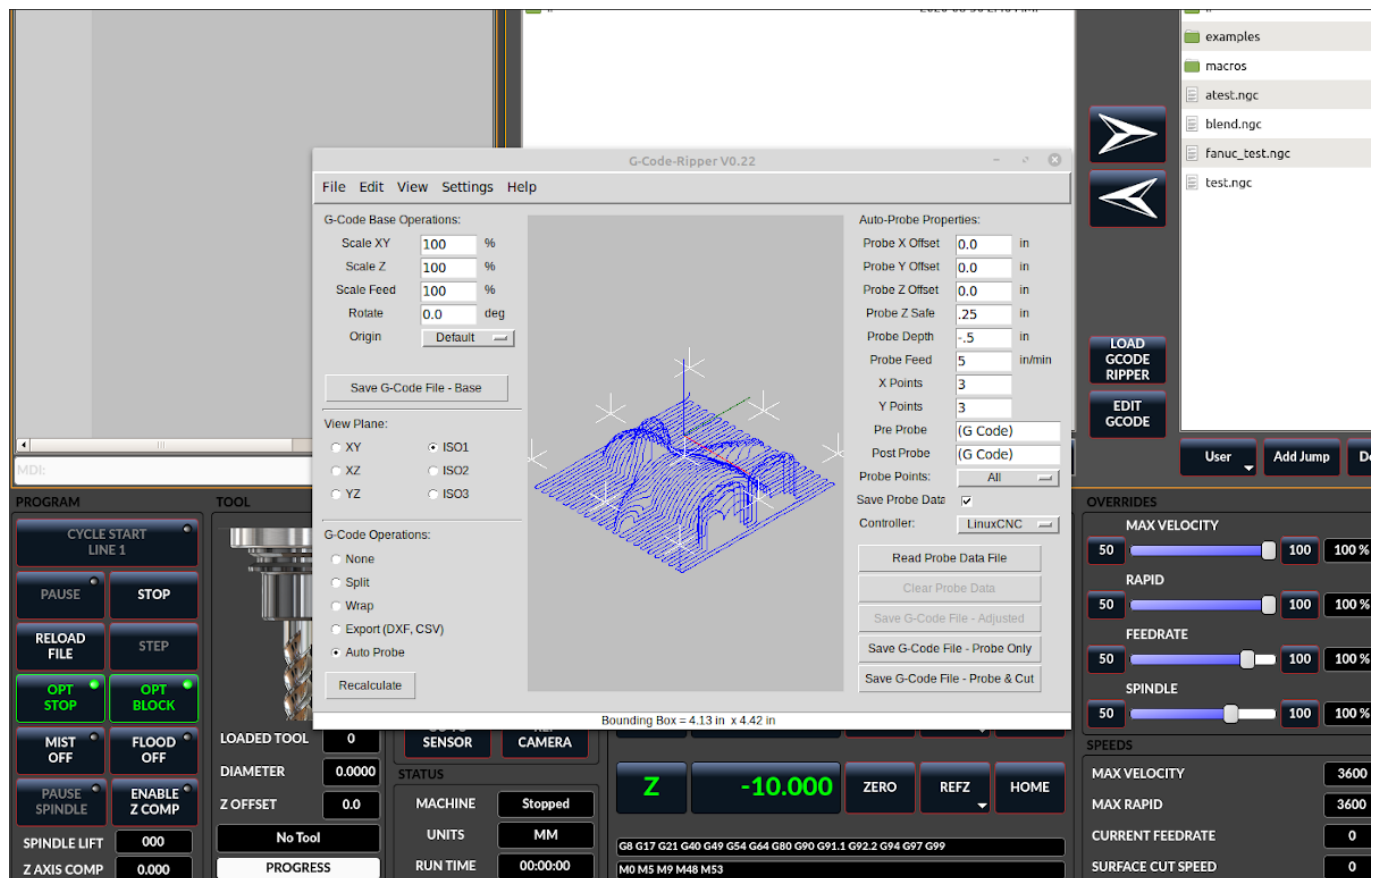 examples
macros
atest.ngc
blend.ngc
fanuc_test.ngc
test.ngc
G-Code-Ripper V0.22
File Edit View Settings Help
G-Code Base Operations:
Scale XY 100 %
Scale Z 100 %
Scale Feed 100 %
Rotate 0.0 deg
Origin Default
Save G-Code File - Base
View Plane:
XY ISO1
XZ ISO2
YZ ISO3
G-Code Operations:
None
Split
Wrap
Export (DXF, CSV)
Auto Probe
Recalculate
Auto-Probe Properties:
Probe X Offset 0.0 in
Probe Y Offset 0.0 in
Probe Z Offset 0.0 in
Probe Z Safe .25 in
Probe Depth -.5 in
Probe Feed 5 in/min
X Points 3
Y Points 3
Pre Probe (G Code)
Post Probe (G Code)
Probe Points: All
Save Probe Data
Controller: LinuxCNC
Read Probe Data File
Clear Probe Data
Save G-Code File - Adjusted
Save G-Code File - Probe Only
Save G-Code File - Probe & Cut
Bounding Box = 4.13 in x 4.42 in
LOAD
GCODE
RIPPER
EDIT
GCODE
User
Add Jump
MDI:
PROGRAM
CYCLE START
LINE 1
PAUSE
STOP
RELOAD
FILE
STEP
OPT
STOP
OPT
BLOCK
MIST
OFF
FLOOD
OFF
PAUSE
SPINDLE
ENABLE
Z COMP
SPINDLE LIFT 000
Z AXIS COMP 0.000
TOOL
LOADED TOOL 0
DIAMETER 0.0000
Z OFFSET 0.0
No Tool
PROGRESS
SENSOR
CAMERA
STATUS
MACHINE Stopped
UNITS MM
RUN TIME 00:00:00
Z -10.000 ZERO REFZ HOME
G8 G17 G21 G40 G49 G54 G64 G80 G90 G91.1 G92.2 G94 G97 G99
M0 M5 M9 M48 M53
OVERRIDES
MAX VELOCITY
50 100 100 %
RAPID
50 100 100 %
FEEDRATE
50 100 100 %
SPINDLE
50 100 100 %
SPEEDS
MAX VELOCITY 3600
MAX RAPID 3600
CURRENT FEEDRATE 0
SURFACE CUT SPEED 0